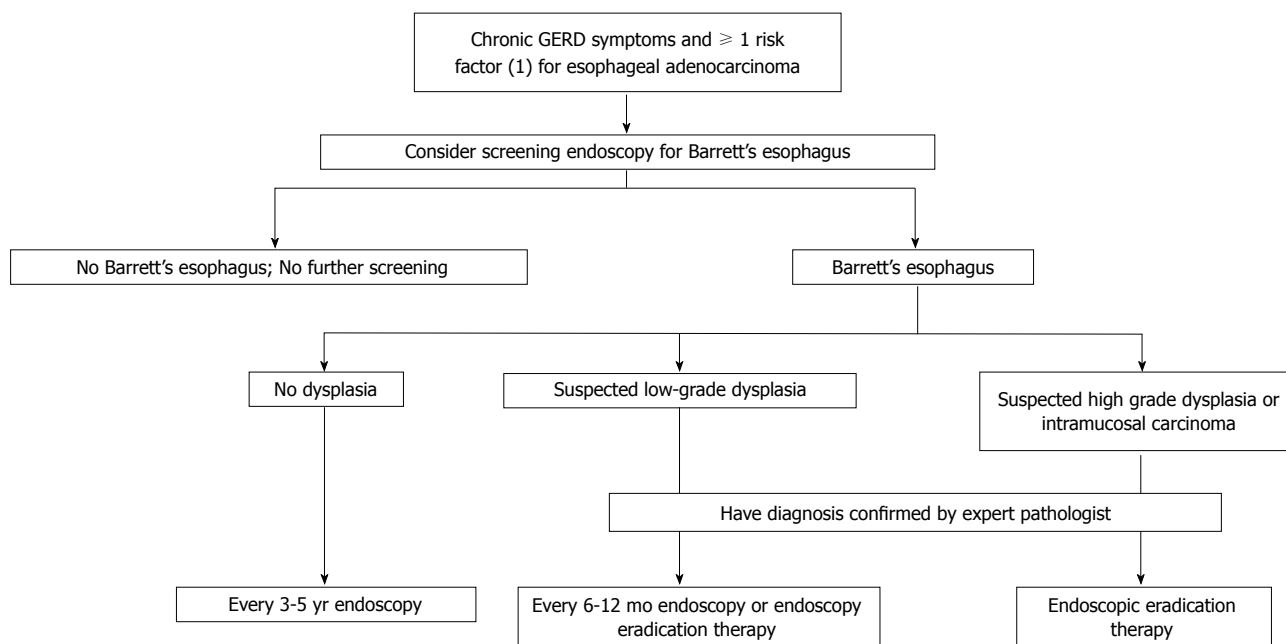 Chronic GERD symptoms and ≥ 1 risk
factor (1) for esophageal adenocarcinoma
Consider screening endoscopy for Barrett’s esophagus
No Barrett’s esophagus; No further screening
Barrett’s esophagus
No dysplasia
Suspected low-grade dysplasia
Suspected high grade dysplasia or
intramucosal carcinoma
Have diagnosis confirmed by expert pathologist
Every 3-5 yr endoscopy
Every 6-12 mo endoscopy or endoscopy
eradication therapy
Endoscopic eradication
therapy